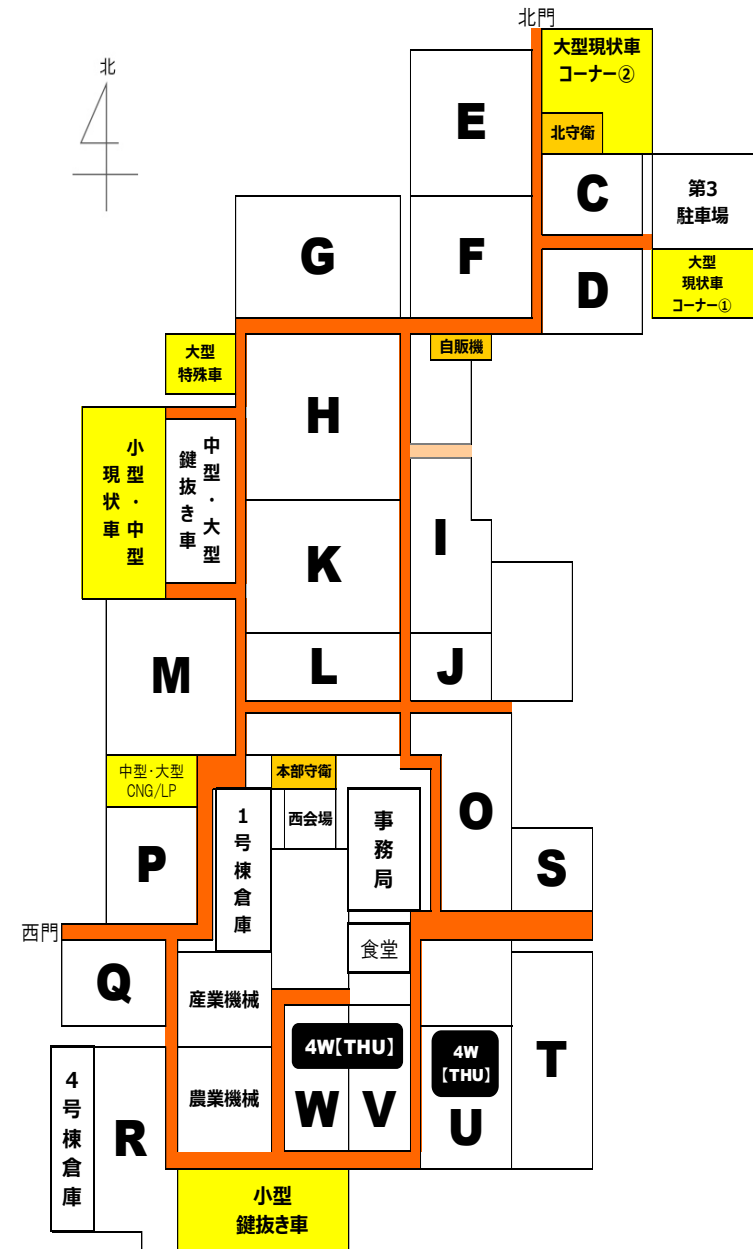 北門
北
大型現状車
コーナー②
E
北守衛
C
第3
駐車場
G
F
D
大型
現状車
コーナー①
大型
特殊車
自販機
H
小型・中型
現状車
中型・大型
鍵抜き車
I
K
M
L
J
中型・大型
CNG/LP
本部守衛
1号棟倉庫
西会場
事務局
O
P
S
西門
食堂
Q
産業機械
4W【THU】
4W
【THU】
T
4号棟倉庫
R
農業機械
W
V
U
小型
鍵抜き車